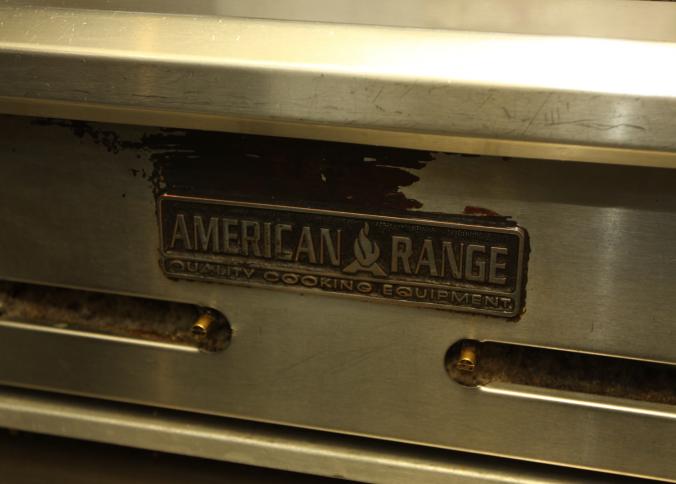 AMERICAN RANGE
QUALITY COOKING EQUIPMENT